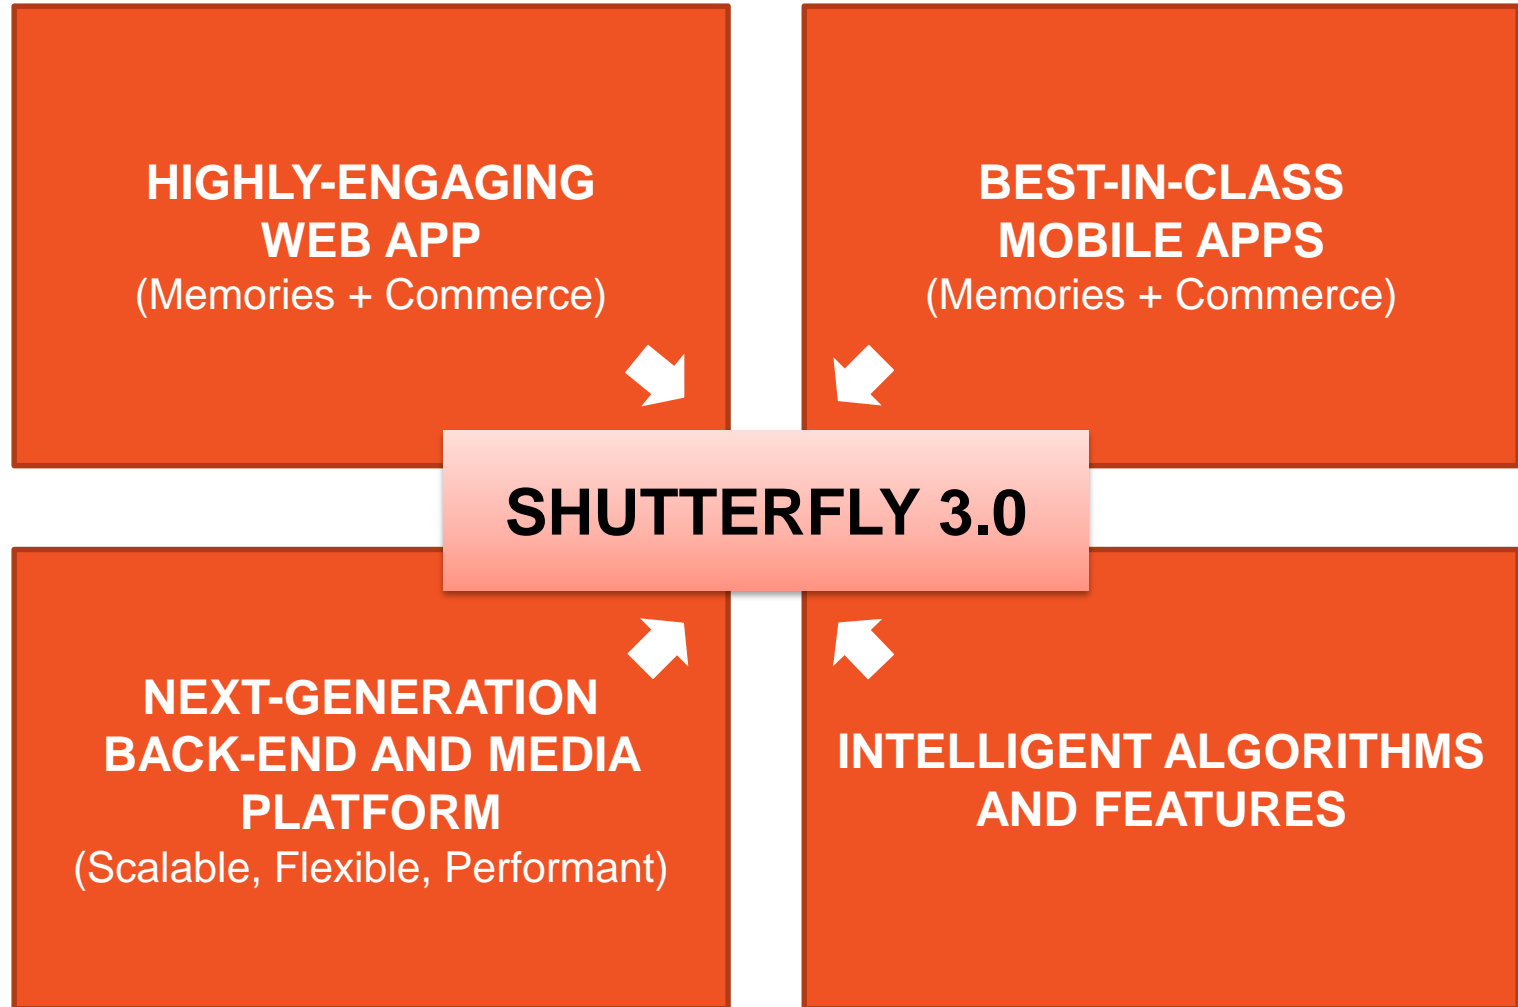 HIGHLY-ENGAGING
WEB APP
(Memories + Commerce)
BEST-IN-CLASS
MOBILE APPS
(Memories + Commerce)
SHUTTERFLY 3.0
NEXT-GENERATION
BACK-END AND MEDIA
PLATFORM
(Scalable, Flexible, Performant)
INTELLIGENT ALGORITHMS
AND FEATURES